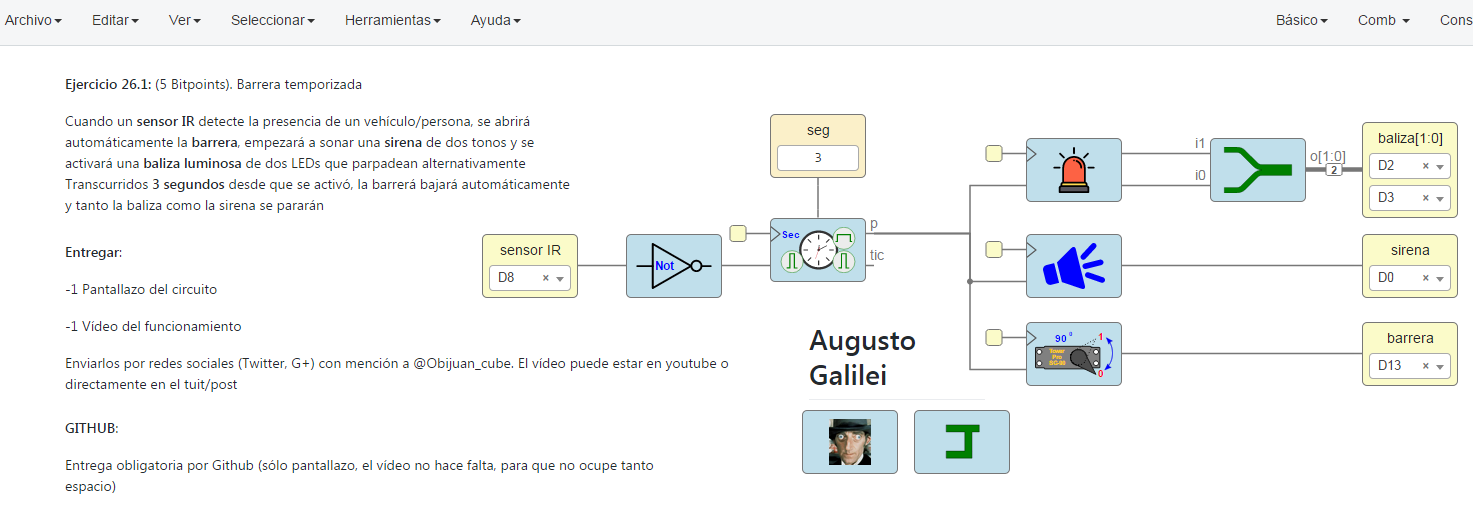 Archivo Editar Ver Seleccionar Herramientas Ayuda Básico Comb Cons
Ejercicio 26.1: (5 Bitpoints). Barrera temporizada
Cuando un sensor IR detecte la presencia de un vehículo/persona, se abrirá
automáticamente la barrera, empezará a sonar una sirena de dos tonos y se
activará una baliza luminosa de dos LEDs que parpadean alternativamente
Transcurridos 3 segundos desde que se activó, la barrerá bajará automáticamente
y tanto la baliza como la sirena se pararán
Entregar:
-1 Pantallazo del circuito
-1 Vídeo del funcionamiento
Enviarlos por redes sociales (Twitter, G+) con mención a @Obijuan_cube. El vídeo puede estar en youtube o
directamente en el tuit/post
GITHUB:
Entrega obligatoria por Github (sólo pantallazo, el vídeo no hace falta, para que no ocupe tanto
espacio)
sensor IR
D8
Not
seg
3
Sec
p
tic
i1
i0
o[1:0]
2
baliza[1:0]
D2
D3
sirena
D0
90 º
1
Tower
Pro
SG-90
0
barrera
D13
Augusto
Galilei